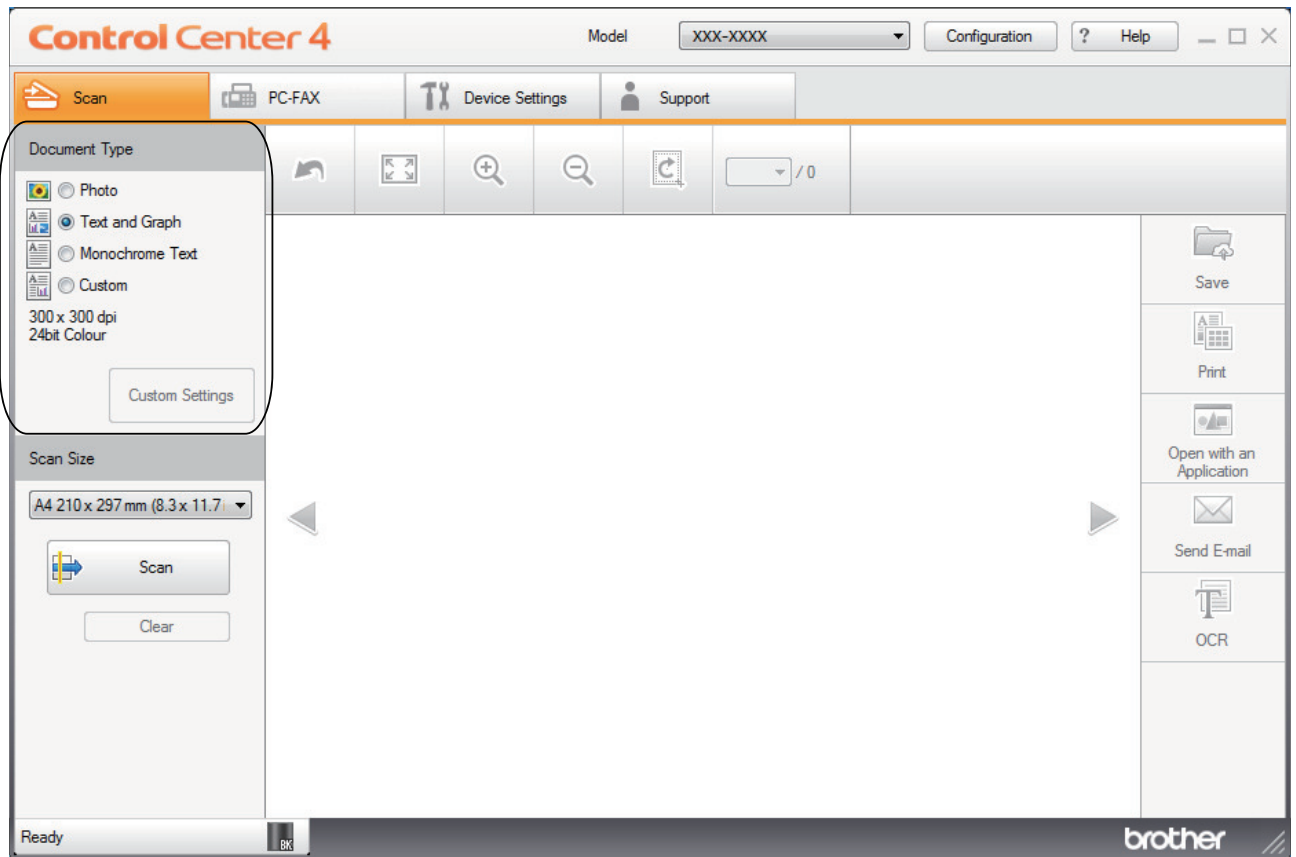 Control Center 4
Model XXX-XXXX Configuration ? Help
Scan PC-FAX Device Settings Support
Document Type
Photo
Text and Graph
Monochrome Text
Custom
300 x 300 dpi
24bit Colour
Custom Settings
Scan Size
A4 210 x 297 mm (8.3 x 11.7
Scan
Clear
/ 0
Save
Print
Open with an
Application
Send E-mail
OCR
Ready
BK
brother